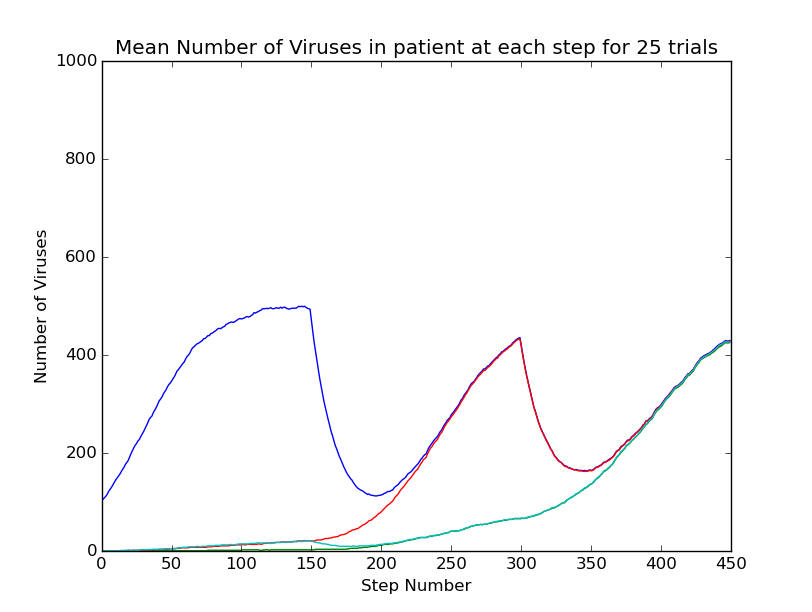 Mean Number of Viruses in patient at each step for 25 trials
1000
800
600
400
200
0
Number of Viruses
0 50 100 150 200 250 300 350 400 450
Step Number